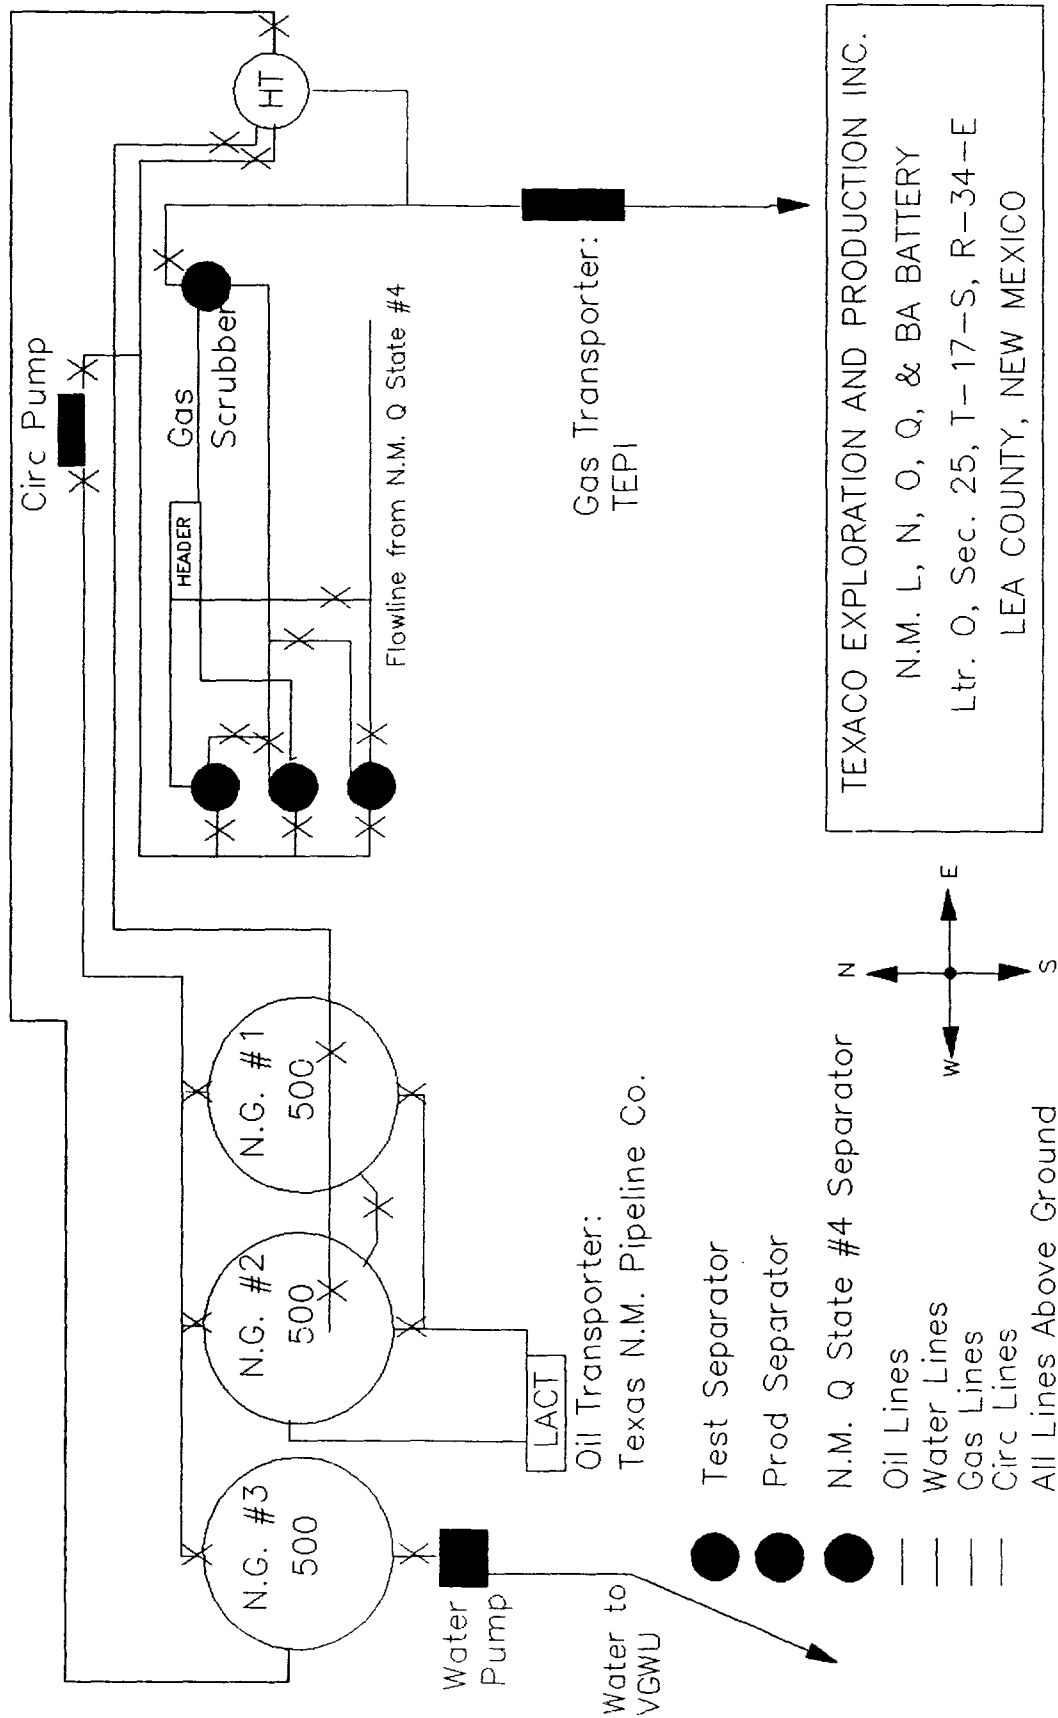 Circ Pump
HT
HEADER
Gas
Scrubber
Flowline from N.M. Q State #4
N.G. #3
500
N.G. #2
500
N.G. #1
500
Water
Pump
LACT
Oil Transporter:
Texas N.M. Pipeline Co.
Gas Transporter:
TEPI
Water to
VGWU
Test Separator
Prod Separator
N.M. Q State #4 Separator
Oil Lines
Water Lines
Gas Lines
Circ Lines
All Lines Above Ground
N
W
E
S
TEXACO EXPLORATION AND PRODUCTION INC.
N.M. L, N, O, Q, & BA BATTERY
Ltr. O, Sec. 25, T-17-S, R-34-E
LEA COUNTY, NEW MEXICO